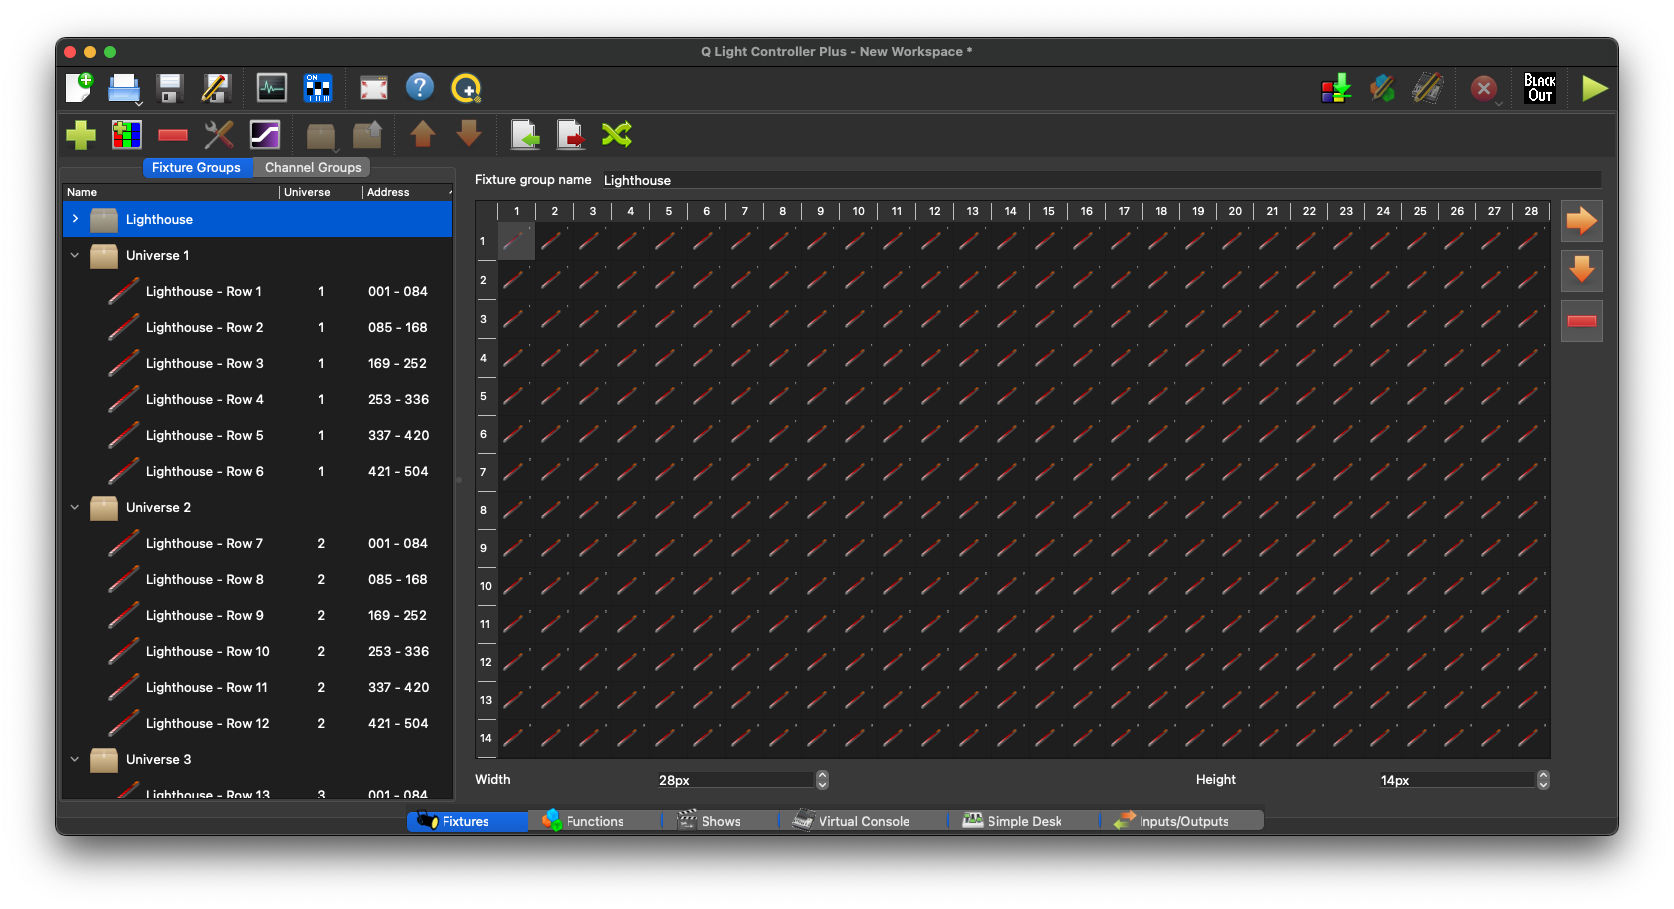 Q Light Controller Plus - New Workspace *
ON
BLACK OUT
Fixture Groups Channel Groups
Name Universe Address
Lighthouse
Universe 1
Lighthouse - Row 1 1 001 - 084
Lighthouse - Row 2 1 085 - 168
Lighthouse - Row 3 1 169 - 252
Lighthouse - Row 4 1 253 - 336
Lighthouse - Row 5 1 337 - 420
Lighthouse - Row 6 1 421 - 504
Universe 2
Lighthouse - Row 7 2 001 - 084
Lighthouse - Row 8 2 085 - 168
Lighthouse - Row 9 2 169 - 252
Lighthouse - Row 10 2 253 - 336
Lighthouse - Row 11 2 337 - 420
Lighthouse - Row 12 2 421 - 504
Universe 3
Lighthouse - Row 13 3 001 - 084
Fixture group name Lighthouse
1 2 3 4 5 6 7 8 9 10 11 12 13 14 15 16 17 18 19 20 21 22 23 24 25 26 27 28
1
2
3
4
5
6
7
8
9
10
11
12
13
14
Width 28px Height 14px
Fixtures Functions Shows Virtual Console Simple Desk Inputs/Outputs